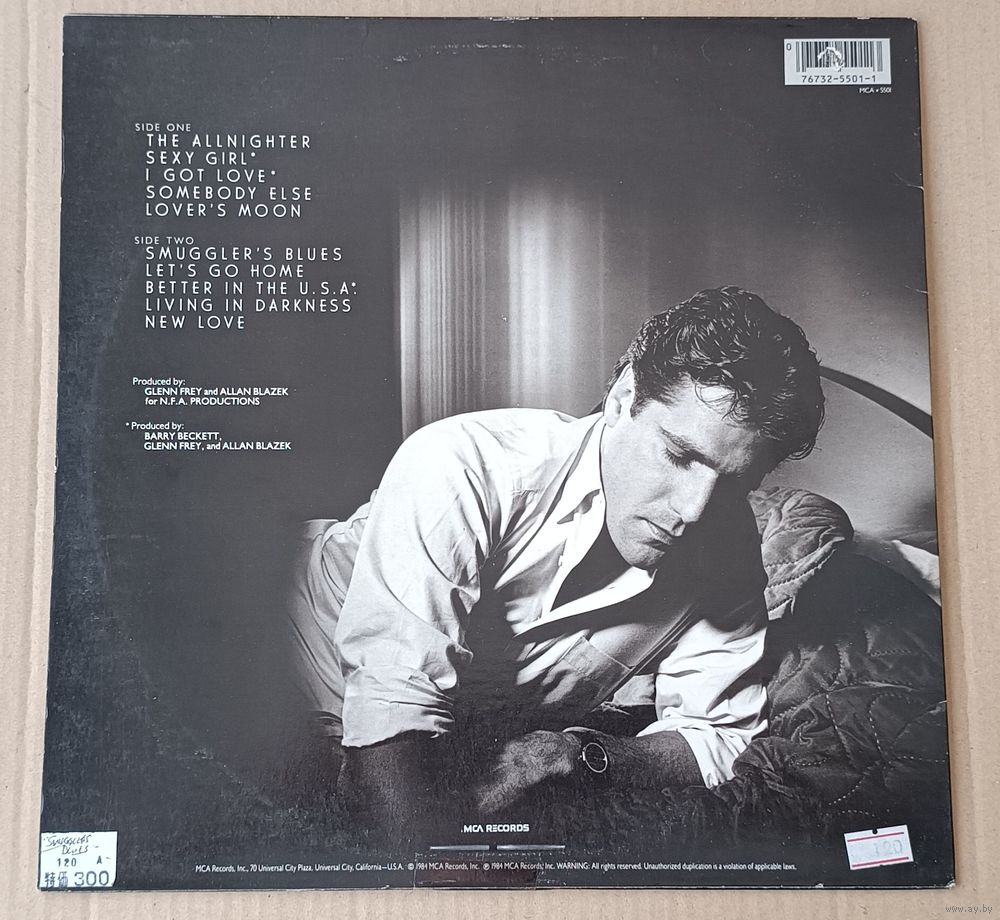 0
76732-5501-1
MCA • 5501
SIDE ONE
THE ALLNIGHTER
SEXY GIRL*
I GOT LOVE*
SOMEBODY ELSE
LOVER'S MOON
SIDE TWO
SMUGGLER'S BLUES
LET'S GO HOME
BETTER IN THE U.S.A.*
LIVING IN DARKNESS
NEW LOVE
Produced by:
GLENN FREY and ALLAN BLAZEK
for N.F.A. PRODUCTIONS
* Produced by:
BARRY BECKETT,
GLENN FREY, and ALLAN BLAZEK
MCA RECORDS
MCA Records, Inc., 70 Universal City Plaza, Universal City, California—U.S.A. © 1984 MCA Records, Inc. ℗ 1984 MCA Records, Inc. WARNING: All rights reserved. Unauthorized duplication is a violation of applicable laws.
SMUGGLERS
BLUES
120 A-
特価 300
120
www.ay.by